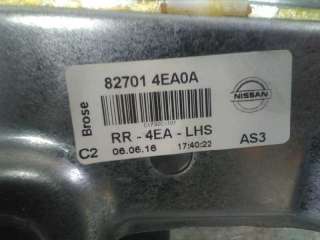 82701 4EA0A
Brose
NISSAN
RR - 4EA - LHS
C2
06.06.16
17:40:22
AS3